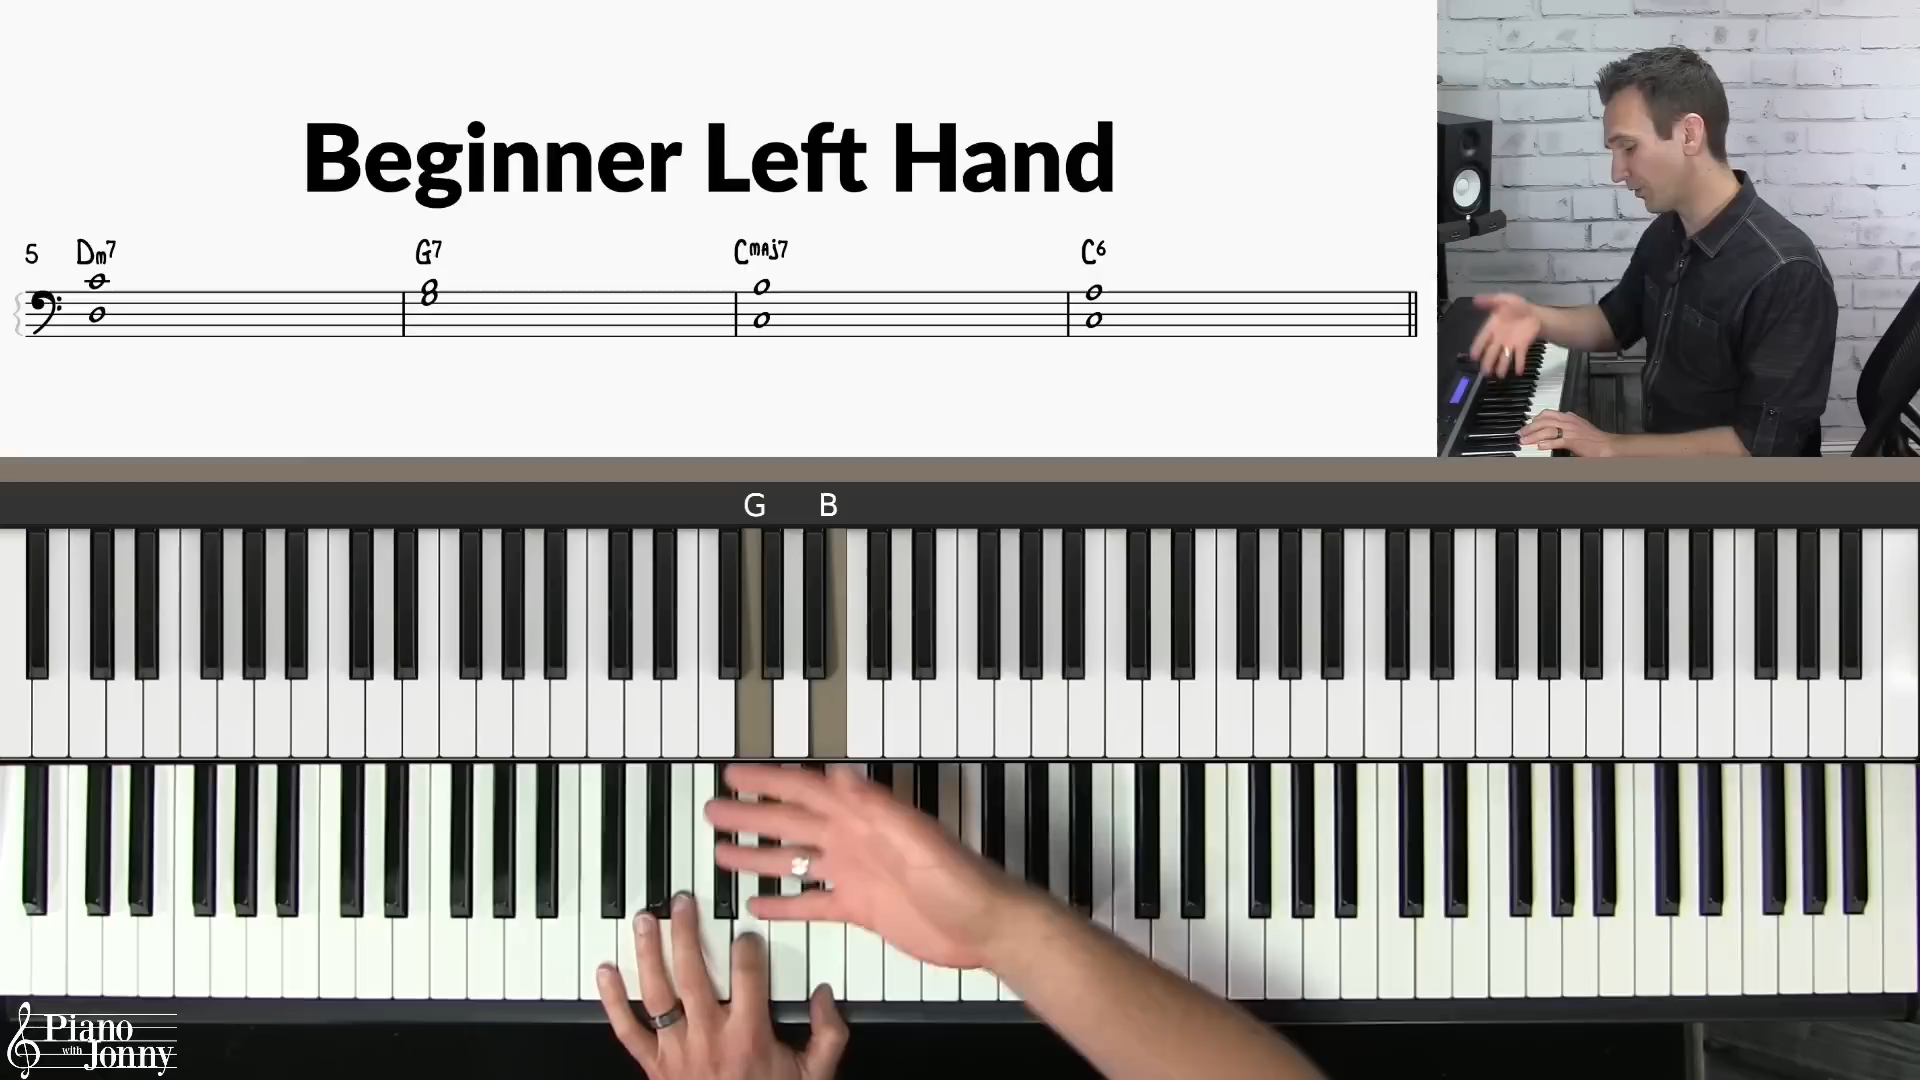 Beginner Left Hand
5 Dm7 G7 Cmaj7 C6
G B
Piano
with Jonny